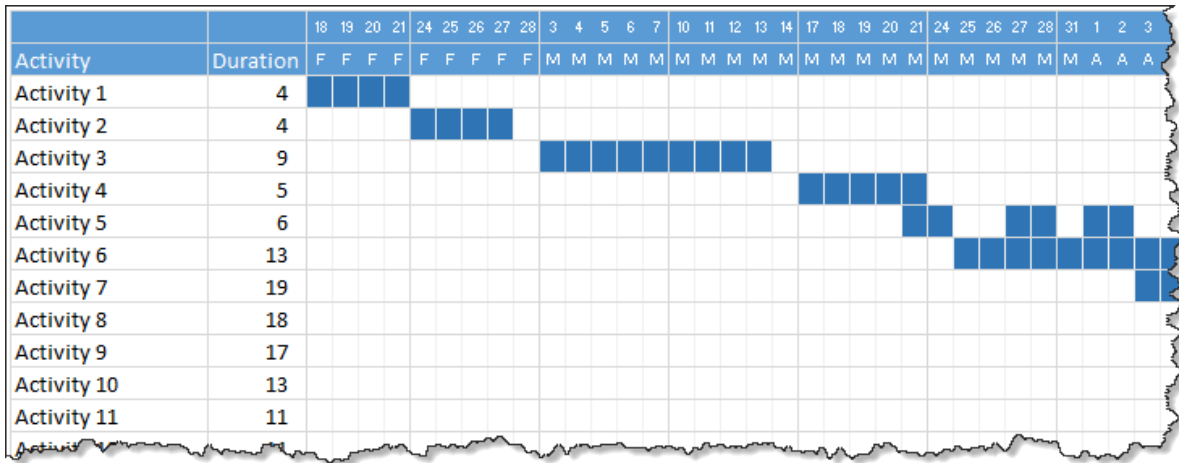 18 19 20 21 24 25 26 27 28 3 4 5 6 7 10 11 12 13 14 17 18 19 20 21 24 25 26 27 28 31 1 2 3
Activity Duration F F F F F F F F F M M M M M M M M M M M M M M M M M M M M M A A A
Activity 1 4
Activity 2 4
Activity 3 9
Activity 4 5
Activity 5 6
Activity 6 13
Activity 7 19
Activity 8 18
Activity 9 17
Activity 10 13
Activity 11 11